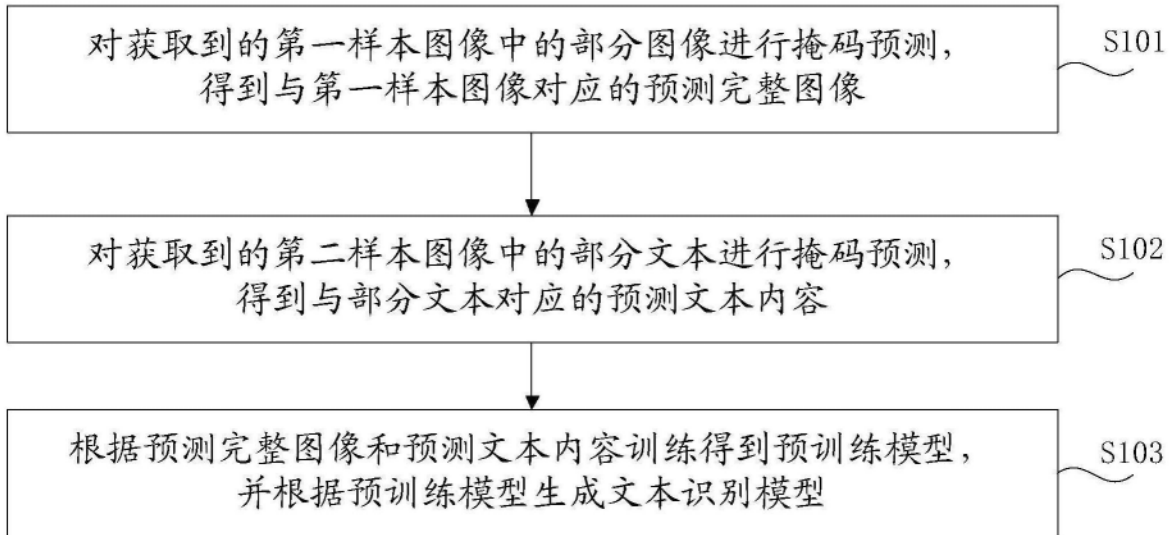 对获取到的第一样本图像中的部分图像进行掩码预测，
得到与第一样本图像对应的预测完整图像
S101
对获取到的第二样本图像中的部分文本进行掩码预测，
得到与部分文本对应的预测文本内容
S102
根据预测完整图像和预测文本内容训练得到预训练模型，
并根据预训练模型生成文本识别模型
S103